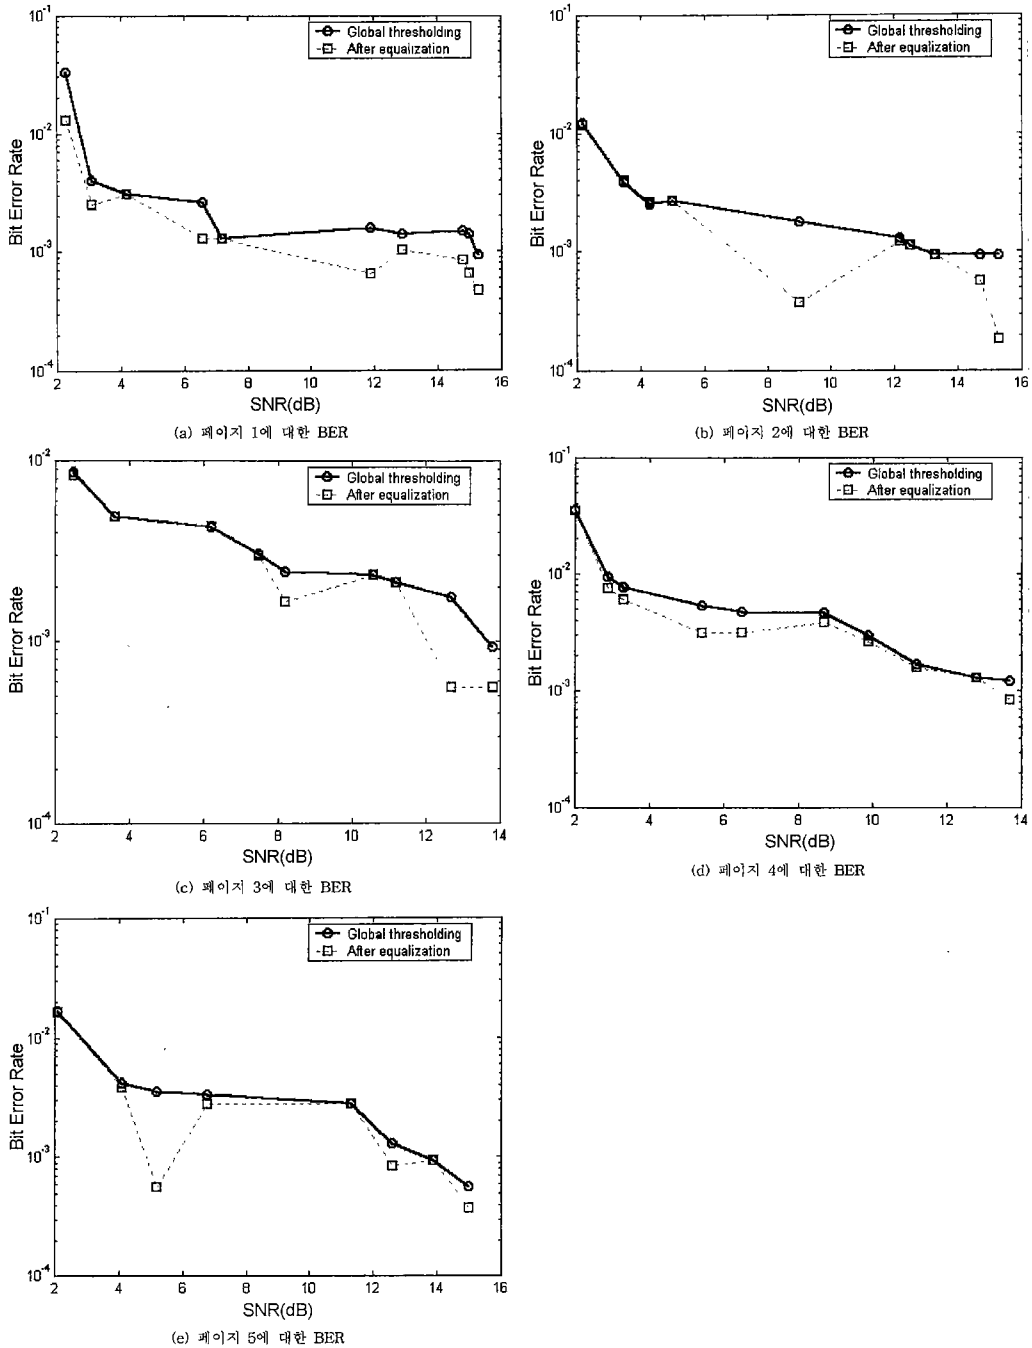 10^-1
10^-2
10^-3
10^-4
Bit Error Rate
Global thresholding
After equalization
2 4 6 8 10 12 14 16
SNR(dB)
(a) 페이지 1에 대한 BER
10^-1
10^-2
10^-3
10^-4
Bit Error Rate
Global thresholding
After equalization
2 4 6 8 10 12 14 16
SNR(dB)
(b) 페이지 2에 대한 BER
10^-2
10^-3
10^-4
Bit Error Rate
Global thresholding
After equalization
2 4 6 8 10 12 14
SNR(dB)
(c) 페이지 3에 대한 BER
10^-1
10^-2
10^-3
10^-4
Bit Error Rate
Global thresholding
After equalization
2 4 6 8 10 12 14
SNR(dB)
(d) 페이지 4에 대한 BER
10^-1
10^-2
10^-3
10^-4
Bit Error Rate
Global thresholding
After equalization
2 4 6 8 10 12 14 16
SNR(dB)
(e) 페이지 5에 대한 BER